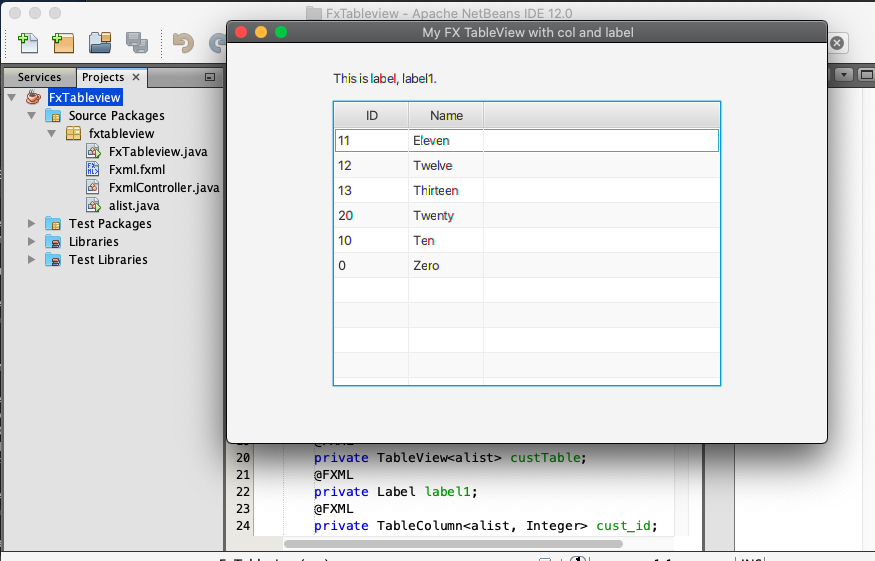 FxTableview - Apache NetBeans IDE 12.0
My FX TableView with col and label
Services
Projects
FxTableview
Source Packages
fxtableview
FxTableview.java
Fxml.fxml
FxmlController.java
alist.java
Test Packages
Libraries
Test Libraries
This is label, label1.
ID Name
11 Eleven
12 Twelve
13 Thirteen
20 Twenty
10 Ten
0 Zero
20 private TableView<alist> custTable;
21 @FXML
22 private Label label1;
23 @FXML
24 private TableColumn<alist, Integer> cust_id;